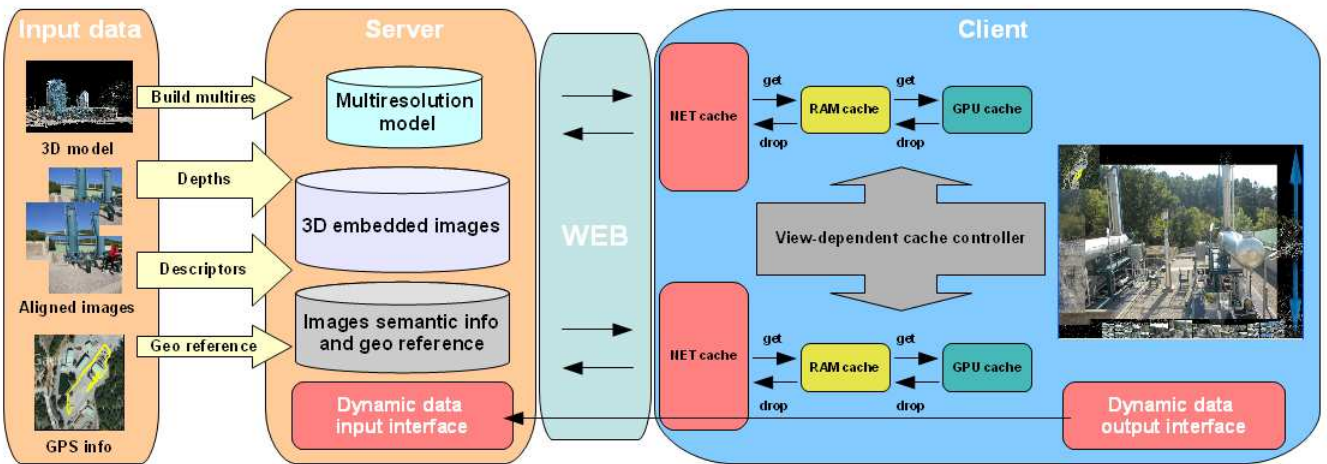 Input data
3D model
Aligned images
GPS info
Build multires
Depths
Descriptors
Geo reference
Server
Multiresolution
model
3D embedded images
Images semantic info
and geo reference
Dynamic data
input interface
WEB
Client
NET cache
get
drop
RAM cache
get
drop
GPU cache
View-dependent cache controller
NET cache
get
drop
RAM cache
get
drop
GPU cache
Dynamic data
output interface